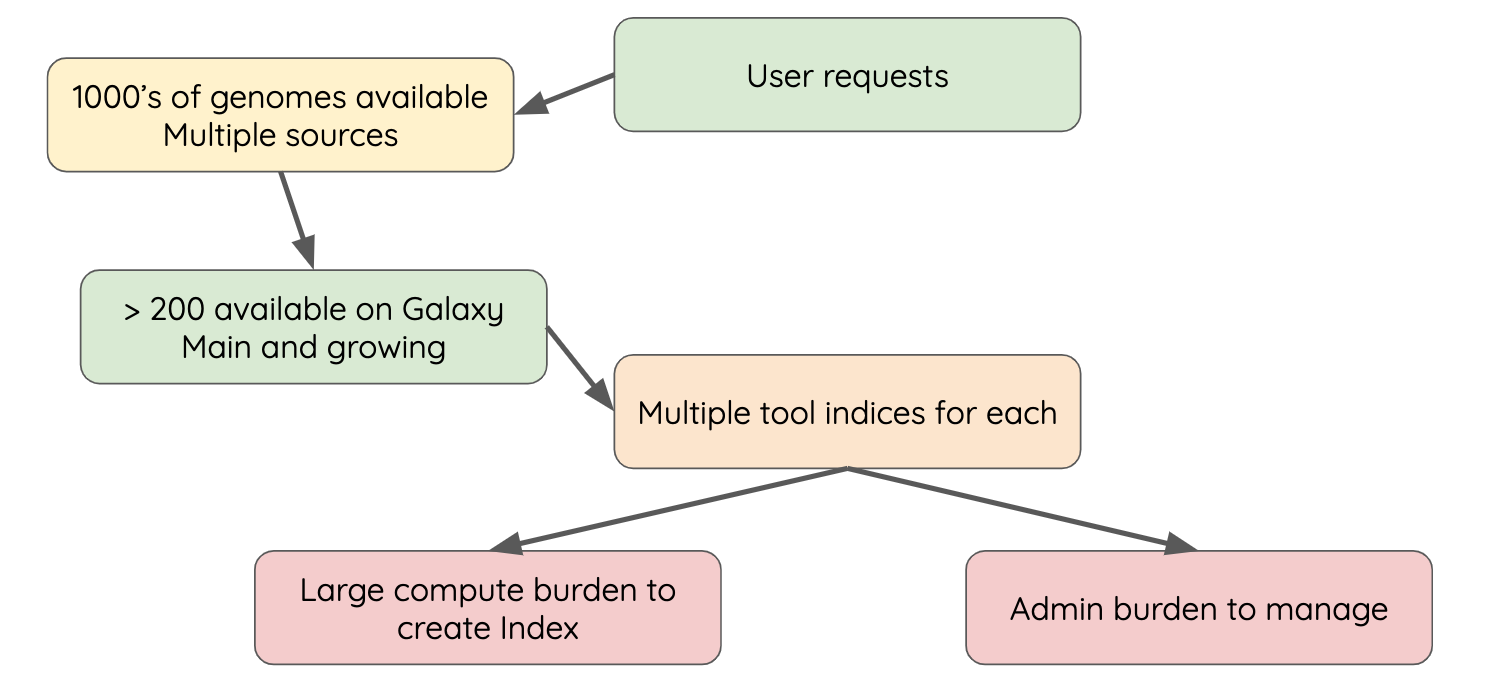 User requests
1000’s of genomes available
Multiple sources
> 200 available on Galaxy
Main and growing
Multiple tool indices for each
Large compute burden to
create Index
Admin burden to manage